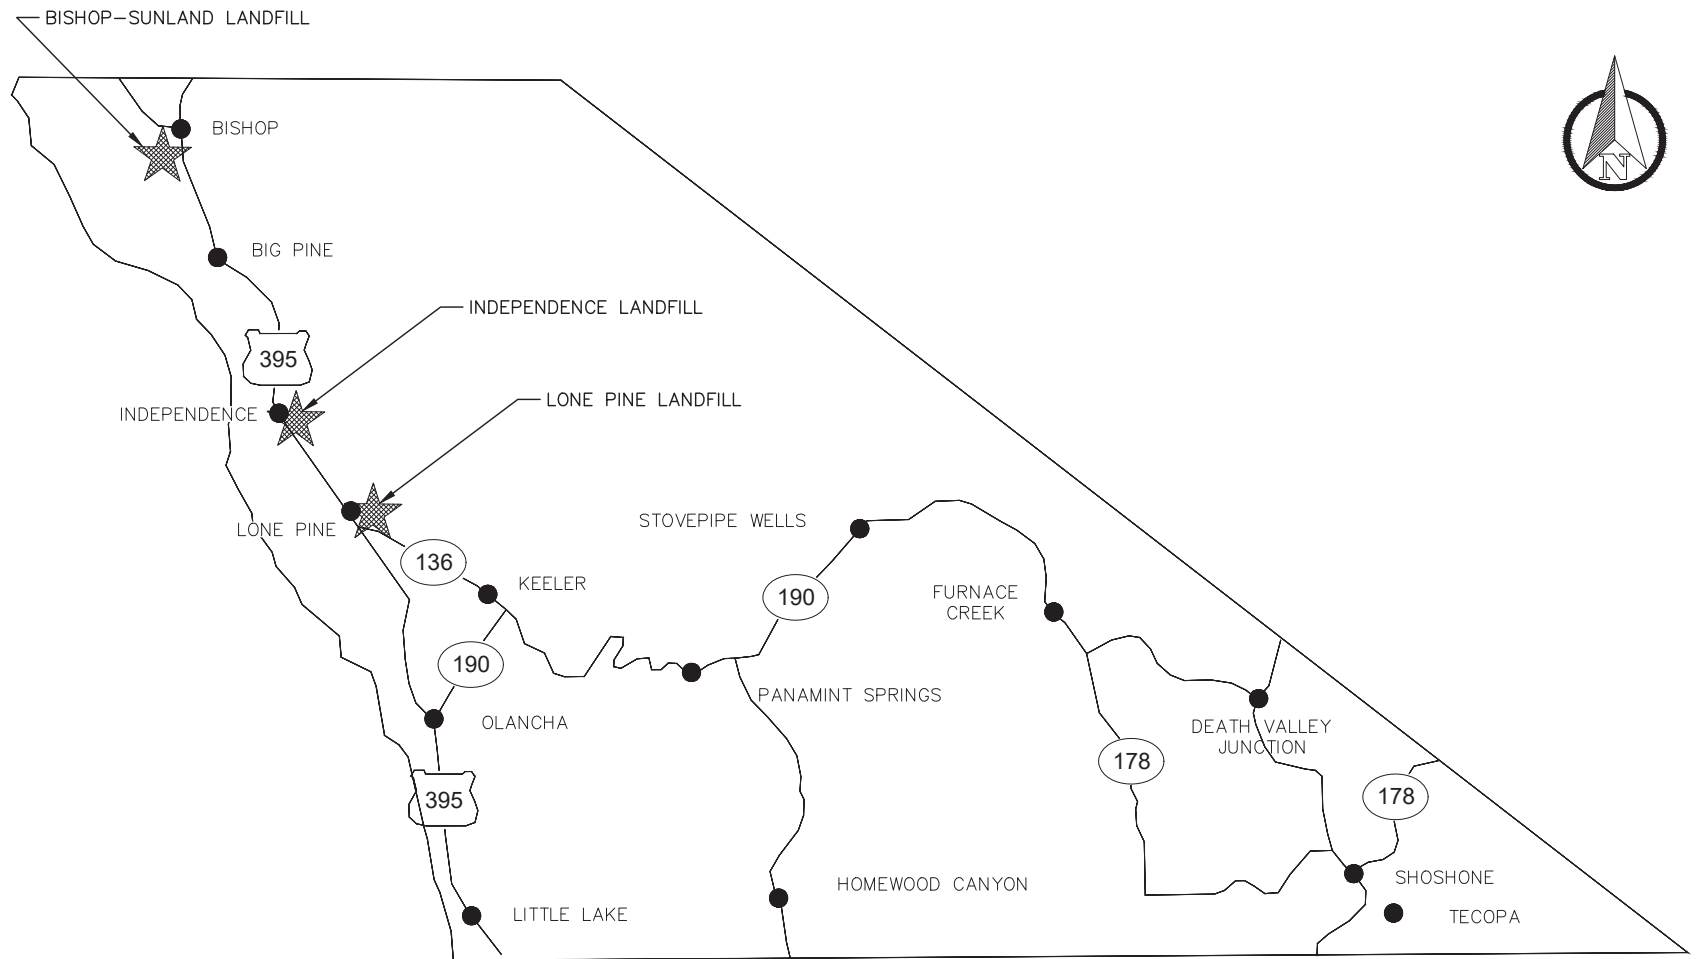 BISHOP-SUNLAND LANDFILL
BISHOP
N
BIG PINE
INDEPENDENCE LANDFILL
395
LONE PINE LANDFILL
INDEPENDENCE
STOVEPIPE WELLS
LONE PINE
136
KEELER
190
FURNACE
CREEK
190
PANAMINT SPRINGS
OLANCHA
DEATH VALLEY
JUNCTION
178
178
395
SHOSHONE
HOMEWOOD CANYON
LITTLE LAKE
TECOPA